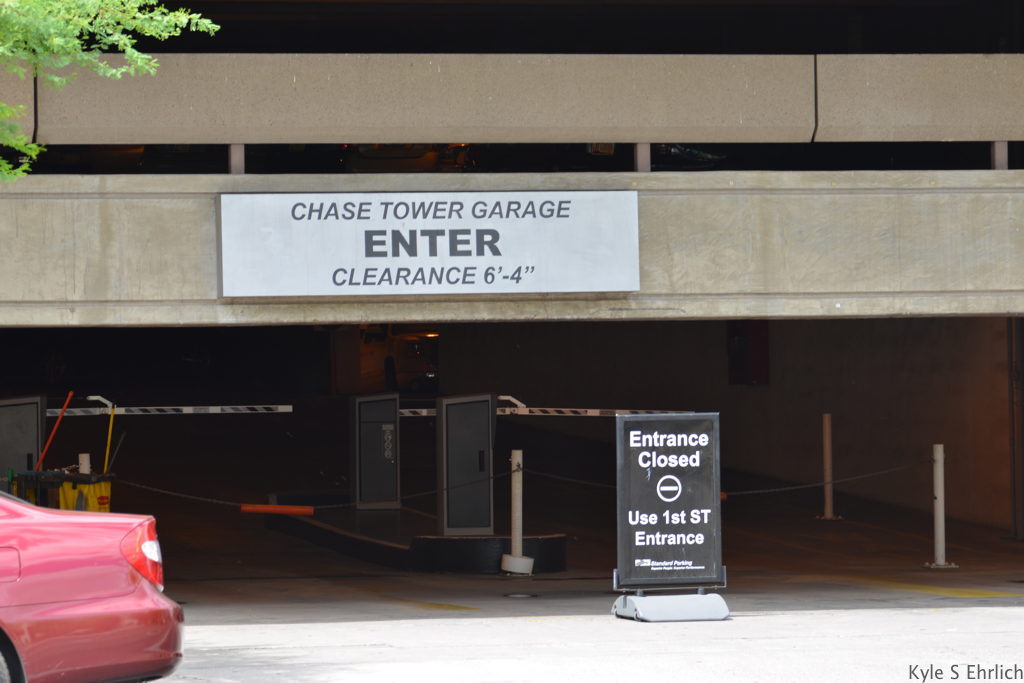 CHASE TOWER GARAGE
ENTER
CLEARANCE 6'-4"
Entrance
Closed
Use 1st ST
Entrance
Standard Parking
Kyle S Ehrlich